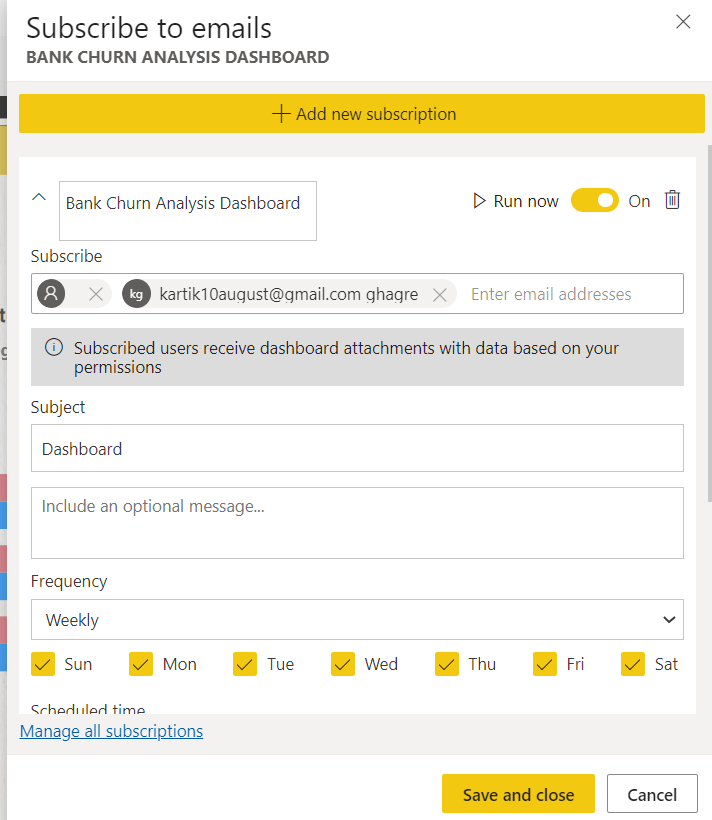 Subscribe to emails
BANK CHURN ANALYSIS DASHBOARD
Add new subscription
Bank Churn Analysis Dashboard
Run now
On
Subscribe
kg
kartik10august@gmail.com ghagre
Enter email addresses
Subscribed users receive dashboard attachments with data based on your
permissions
Subject
Dashboard
Include an optional message...
Frequency
Weekly
Sun Mon Tue Wed Thu Fri Sat
Scheduled time
Manage all subscriptions
Save and close
Cancel